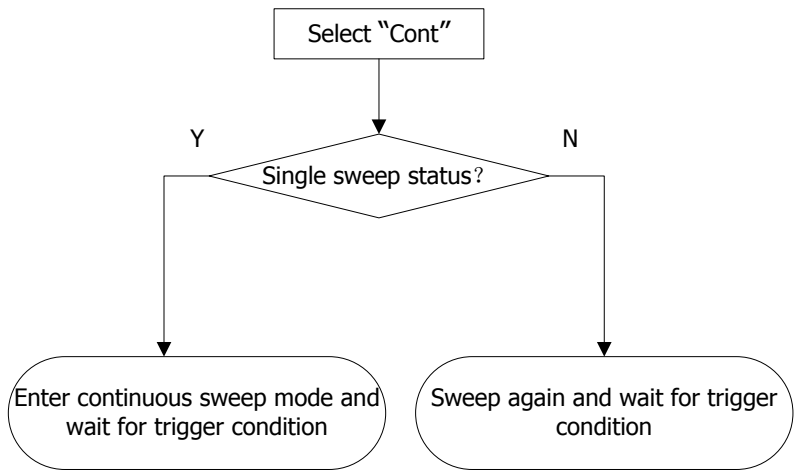 Select “Cont”
Y
N
Single sweep status?
Enter continuous sweep mode and
wait for trigger condition
Sweep again and wait for trigger
condition